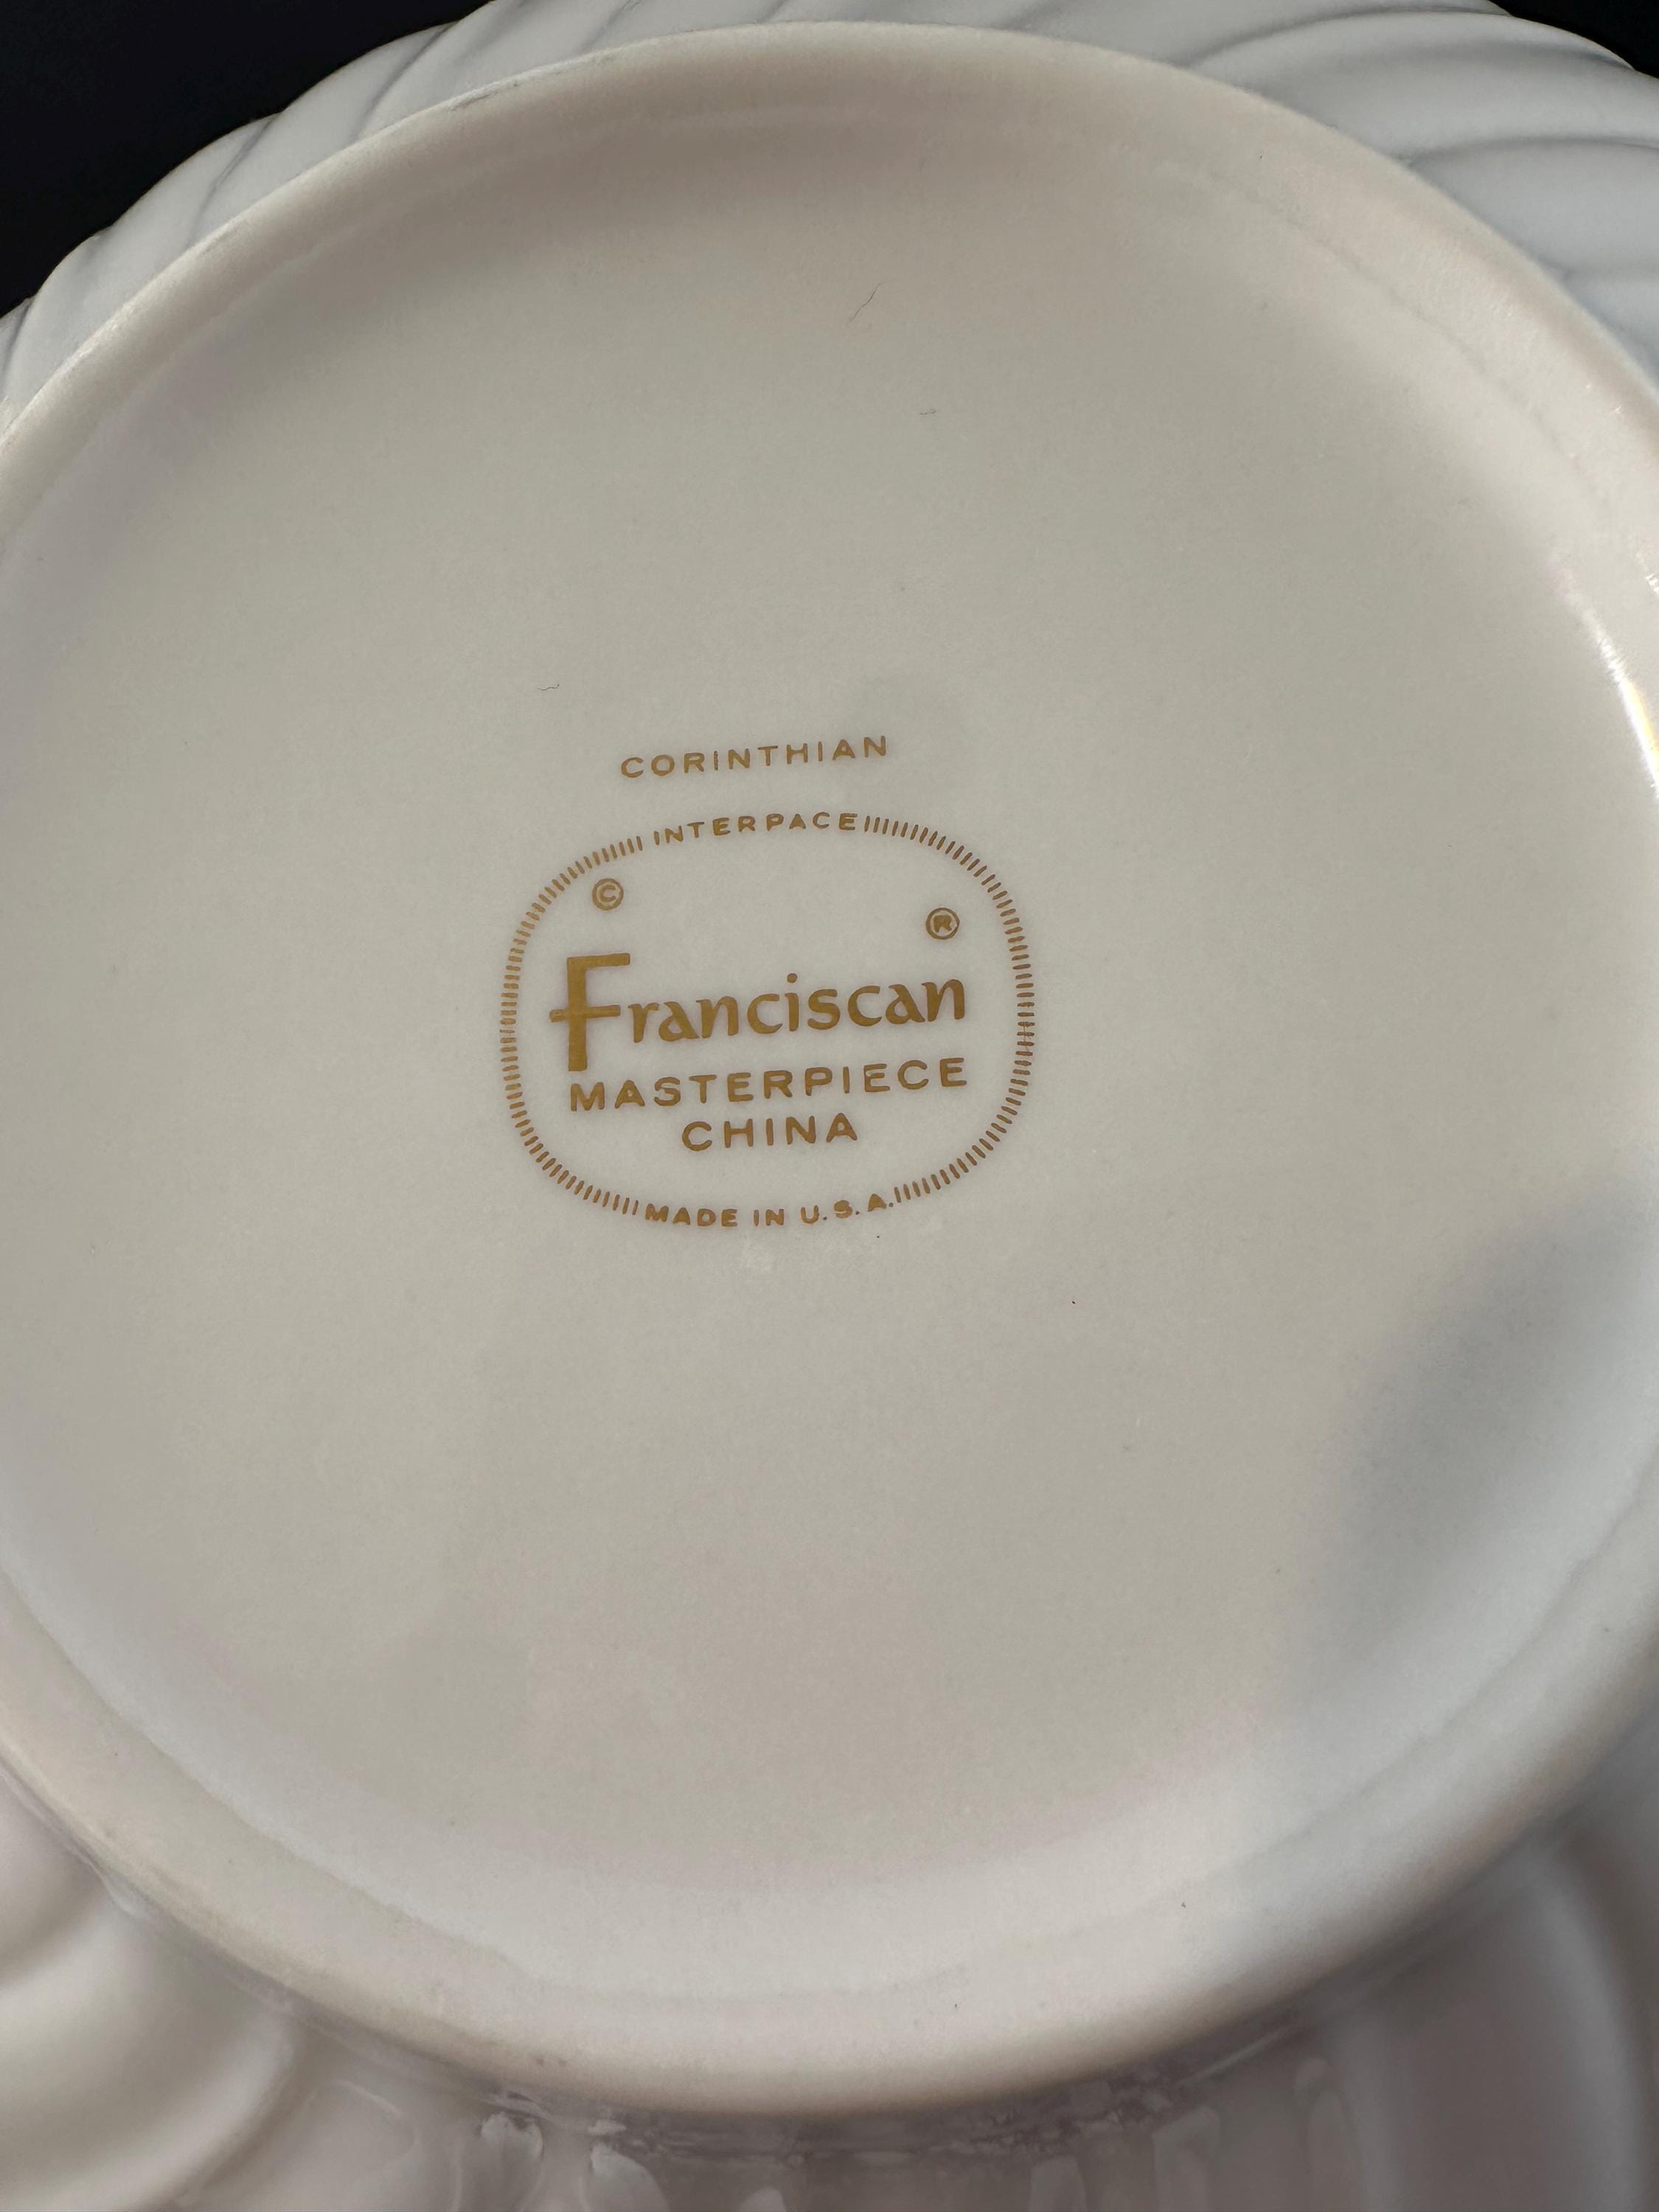 CORINTHIAN
INTERPACE
© ®
Franciscan
MASTERPIECE
CHINA
MADE IN U.S.A.